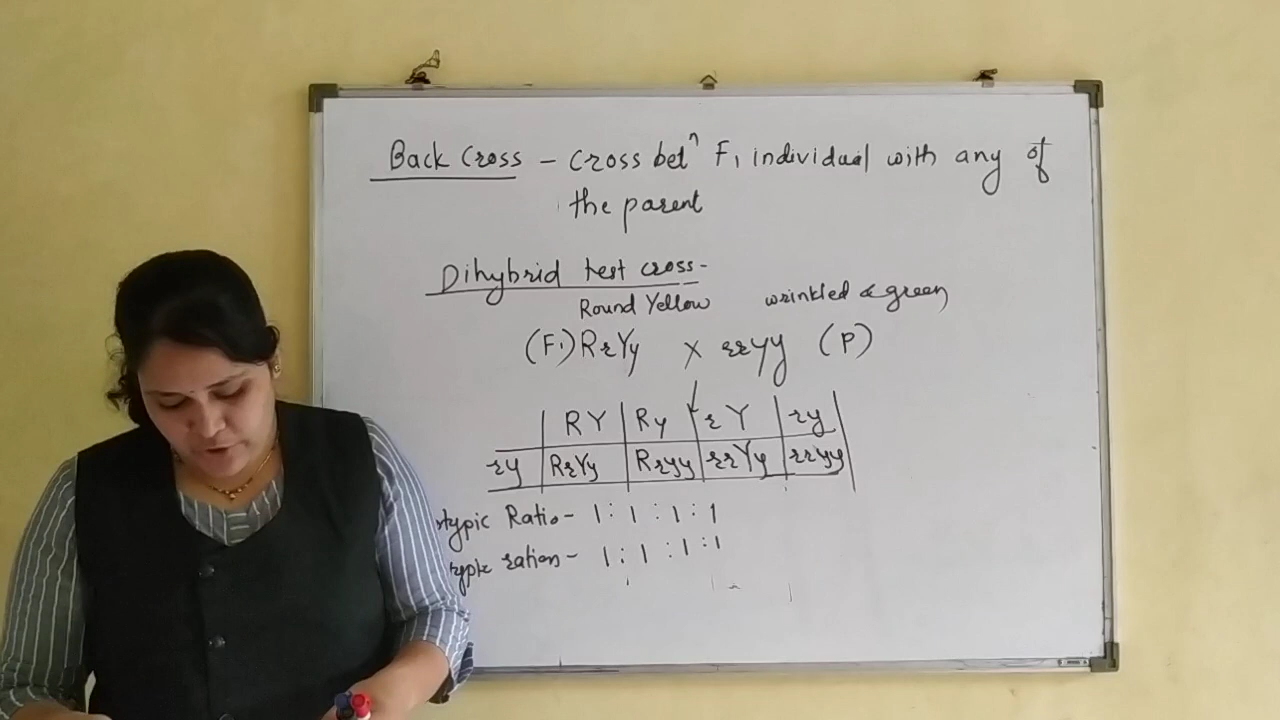 Back Cross - Cross betⁿ F₁ individual with any of
the parent
Dihybrid test cross-
Round Yellow wrinkled & green
(F₁) RrYy × rryy (P)
RY Ry rY ry
ry RrYy Rryy rrYy rryy
otypic Ratio- 1 : 1 : 1 : 1
typic ration- 1 : 1 : 1 : 1